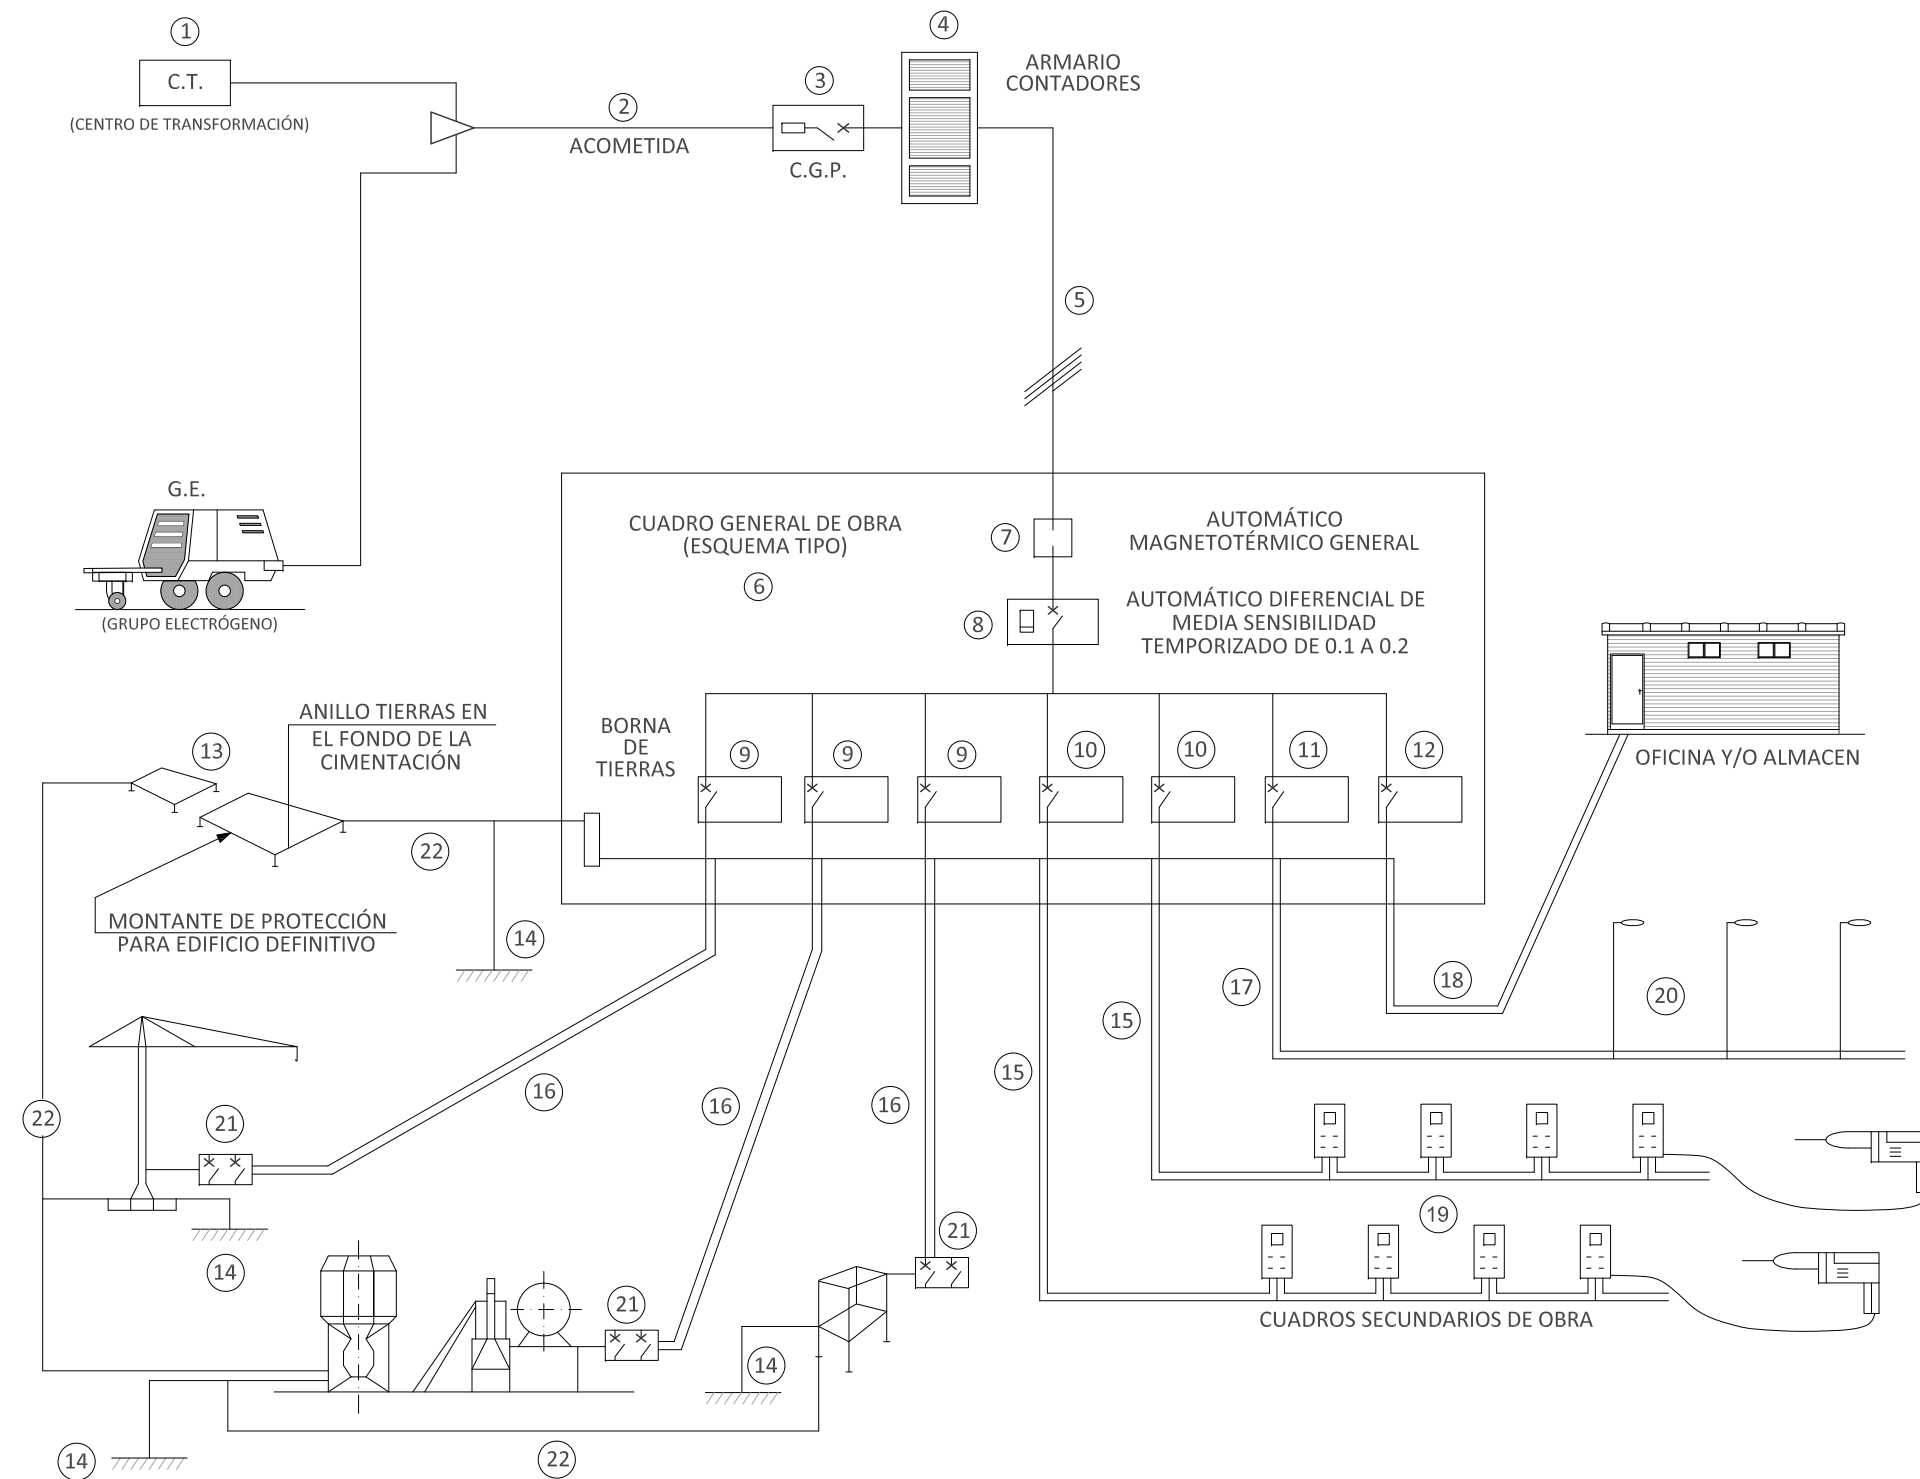 1
C.T.
(CENTRO DE TRANSFORMACIÓN)
2
ACOMETIDA
3
C.G.P.
4
ARMARIO
CONTADORES
5
G.E.
(GRUPO ELECTRÓGENO)
CUADRO GENERAL DE OBRA
(ESQUEMA TIPO)
6
7
AUTOMÁTICO
MAGNETOTÉRMICO GENERAL
8
AUTOMÁTICO DIFERENCIAL DE
MEDIA SENSIBILIDAD
TEMPORIZADO DE 0.1 A 0.2
BORNA
DE
TIERRAS
9
9
9
10
10
11
12
OFICINA Y/O ALMACEN
ANILLO TIERRAS EN
EL FONDO DE LA
CIMENTACIÓN
13
22
MONTANTE DE PROTECCIÓN
PARA EDIFICIO DEFINITIVO
14
15
15
16
16
16
17
18
20
22
21
14
21
21
14
19
CUADROS SECUNDARIOS DE OBRA
14
22